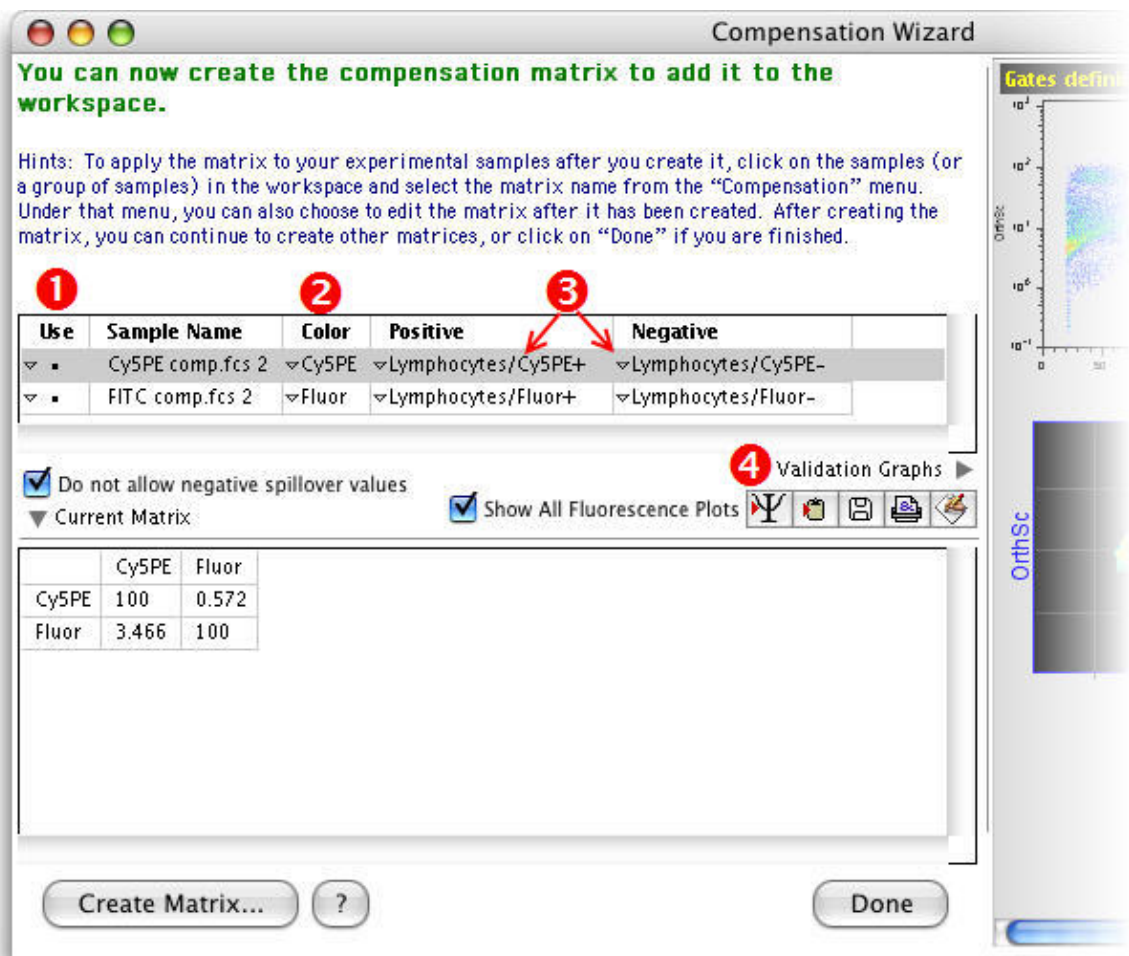 Compensation Wizard
You can now create the compensation matrix to add it to the
workspace.
Hints: To apply the matrix to your experimental samples after you create it, click on the samples (or
a group of samples) in the workspace and select the matrix name from the “Compensation” menu.
Under that menu, you can also choose to edit the matrix after it has been created. After creating the
matrix, you can continue to create other matrices, or click on “Done” if you are finished.
1 2 3
Use Sample Name Color Positive Negative
Cy5PE comp.fcs 2 Cy5PE Lymphocytes/Cy5PE+ Lymphocytes/Cy5PE-
FITC comp.fcs 2 Fluor Lymphocytes/Fluor+ Lymphocytes/Fluor-
4 Validation Graphs
Do not allow negative spillover values
Show All Fluorescence Plots
Current Matrix
Cy5PE Fluor
Cy5PE 100 0.572
Fluor 3.466 100
Create Matrix... ? Done
Gates
OrthSc
0 50
OrthSc